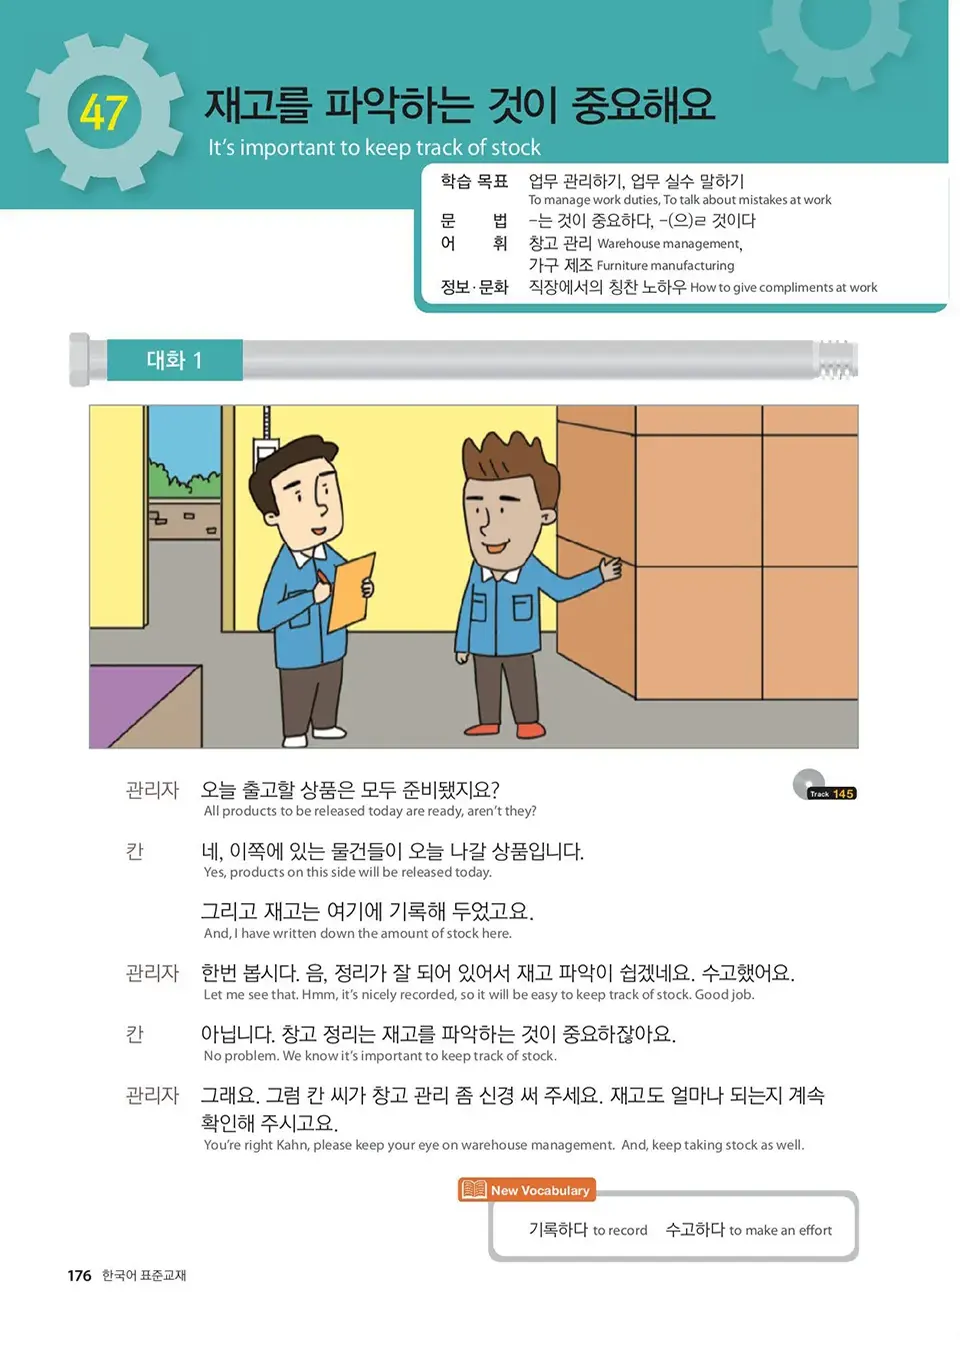 47
재고를 파악하는 것이 중요해요
It's important to keep track of stock
학습 목표 업무 관리하기, 업무 실수 말하기
To manage work duties, To talk about mistakes at work
문 법 -는 것이 중요하다, -(으)ㄹ 것이다
어 휘 창고 관리 Warehouse management,
가구 제조 Furniture manufacturing
정보·문화 직장에서의 칭찬 노하우 How to give compliments at work
대화 1
관리자 오늘 출고할 상품은 모두 준비됐지요?
Track 145
All products to be released today are ready, aren't they?
칸 네, 이쪽에 있는 물건들이 오늘 나갈 상품입니다.
Yes, products on this side will be released today.
그리고 재고는 여기에 기록해 두었고요.
And, I have written down the amount of stock here.
관리자 한번 봅시다. 음, 정리가 잘 되어 있어서 재고 파악이 쉽겠네요. 수고했어요.
Let me see that. Hmm, it's nicely recorded, so it will be easy to keep track of stock. Good job.
칸 아닙니다. 창고 정리는 재고를 파악하는 것이 중요하잖아요.
No problem. We know it's important to keep track of stock.
관리자 그래요. 그럼 칸 씨가 창고 관리 좀 신경 써 주세요. 재고도 얼마나 되는지 계속
확인해 주시고요.
You're right Kahn, please keep your eye on warehouse management. And, keep taking stock as well.
New Vocabulary
기록하다 to record 수고하다 to make an effort
176 한국어 표준교재